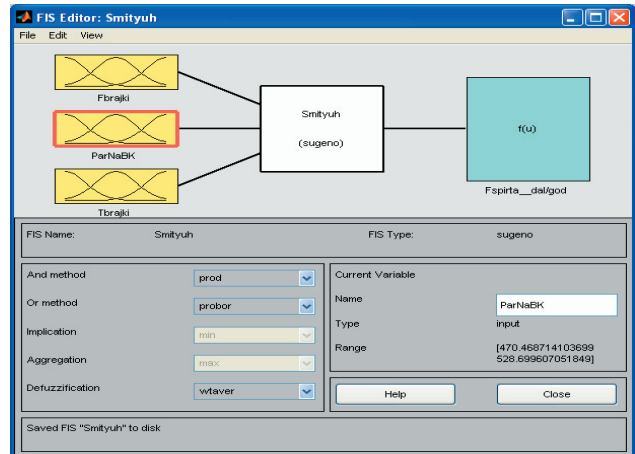 FIS Editor: Smityuh
File Edit View
Fbrajki
ParNaBK
Tbrajki
Smityuh
(sugeno)
f(u)
Fspirta__dal/god
FIS Name: Smityuh FIS Type: sugeno
And method prod
Or method probor
Implication min
Aggregation max
Defuzzification wtaver
Current Variable
Name ParNaBK
Type input
Range [470.468714103699
528.699607051849]
Help Close
Saved FIS "Smityuh" to disk